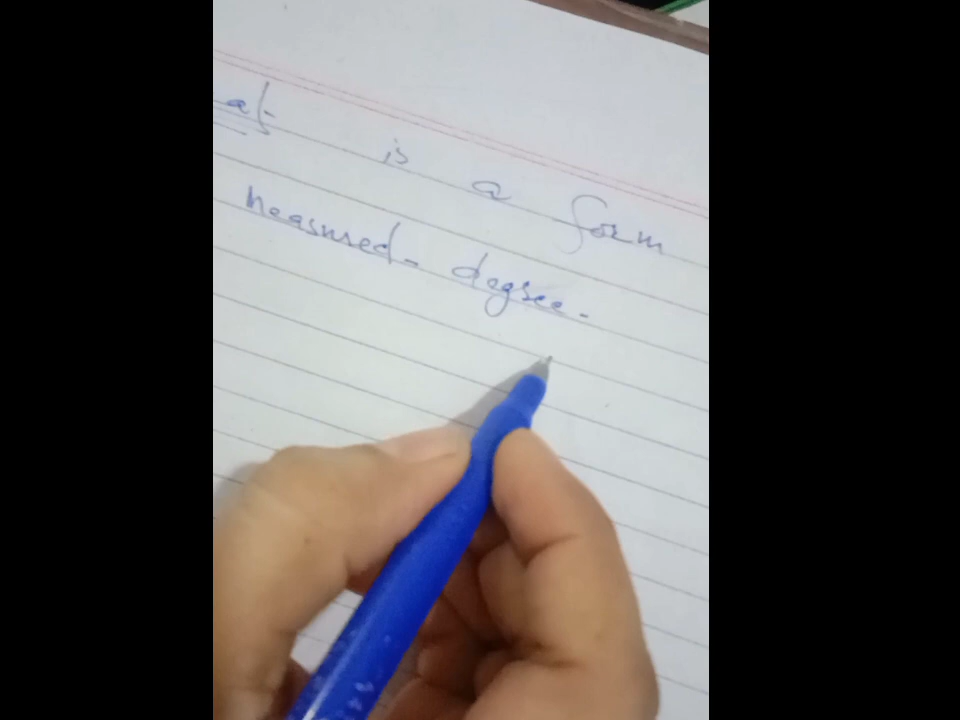 is a form
measured- degree.